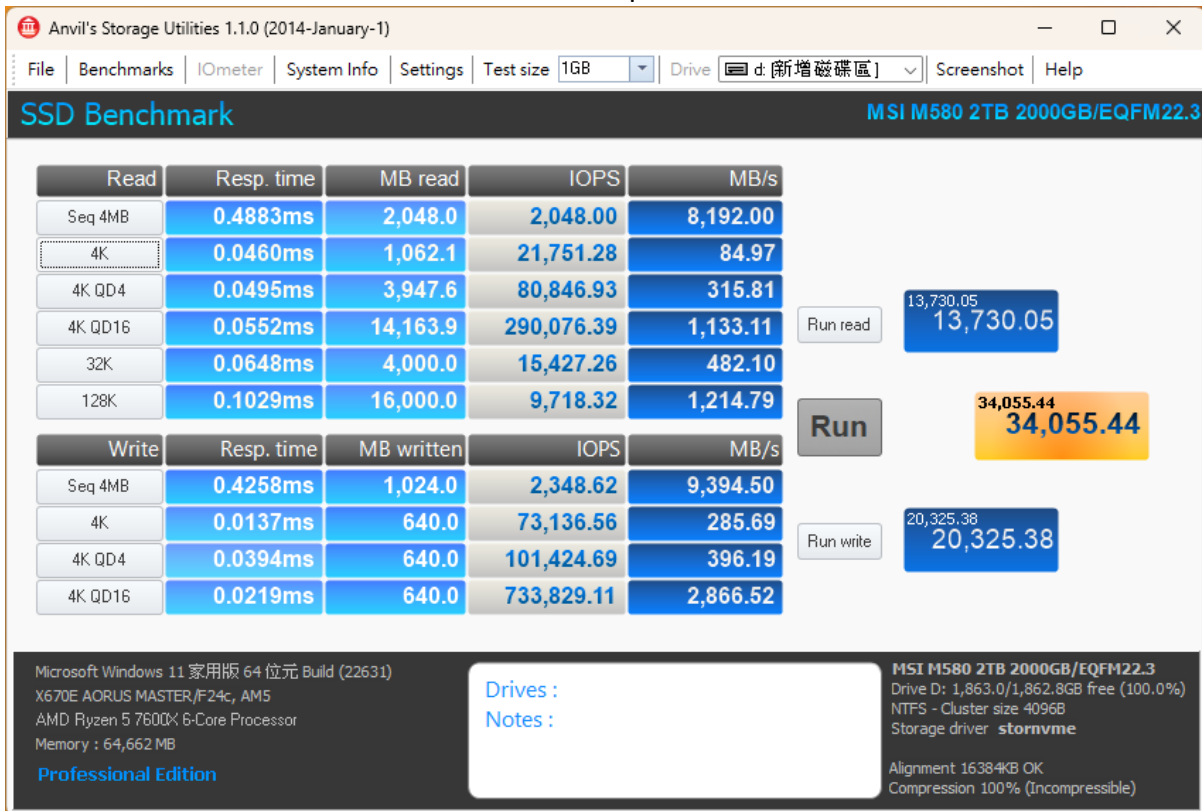 Anvil's Storage Utilities 1.1.0 (2014-January-1)
File Benchmarks IOmeter System Info Settings Test size 1GB Drive d: [新增磁碟區] Screenshot Help
SSD Benchmark MSI M580 2TB 2000GB/EQFM22.3
Read Resp. time MB read IOPS MB/s
Seq 4MB 0.4883ms 2,048.0 2,048.00 8,192.00
4K 0.0460ms 1,062.1 21,751.28 84.97
4K QD4 0.0495ms 3,947.6 80,846.93 315.81
4K QD16 0.0552ms 14,163.9 290,076.39 1,133.11
32K 0.0648ms 4,000.0 15,427.26 482.10
128K 0.1029ms 16,000.0 9,718.32 1,214.79
Run read
13,730.05
13,730.05
Run
34,055.44
34,055.44
Write Resp. time MB written IOPS MB/s
Seq 4MB 0.4258ms 1,024.0 2,348.62 9,394.50
4K 0.0137ms 640.0 73,136.56 285.69
4K QD4 0.0394ms 640.0 101,424.69 396.19
4K QD16 0.0219ms 640.0 733,829.11 2,866.52
Run write
20,325.38
20,325.38
Microsoft Windows 11 家用版 64 位元 Build (22631)
X670E AORUS MASTER/F24c, AM5
AMD Ryzen 5 7600X 6-Core Processor
Memory : 64,662 MB
Professional Edition
Drives :
Notes :
MSI M580 2TB 2000GB/EQFM22.3
Drive D: 1,863.0/1,862.8GB free (100.0%)
NTFS - Cluster size 4096B
Storage driver stornvme
Alignment 16384KB OK
Compression 100% (Incompressible)